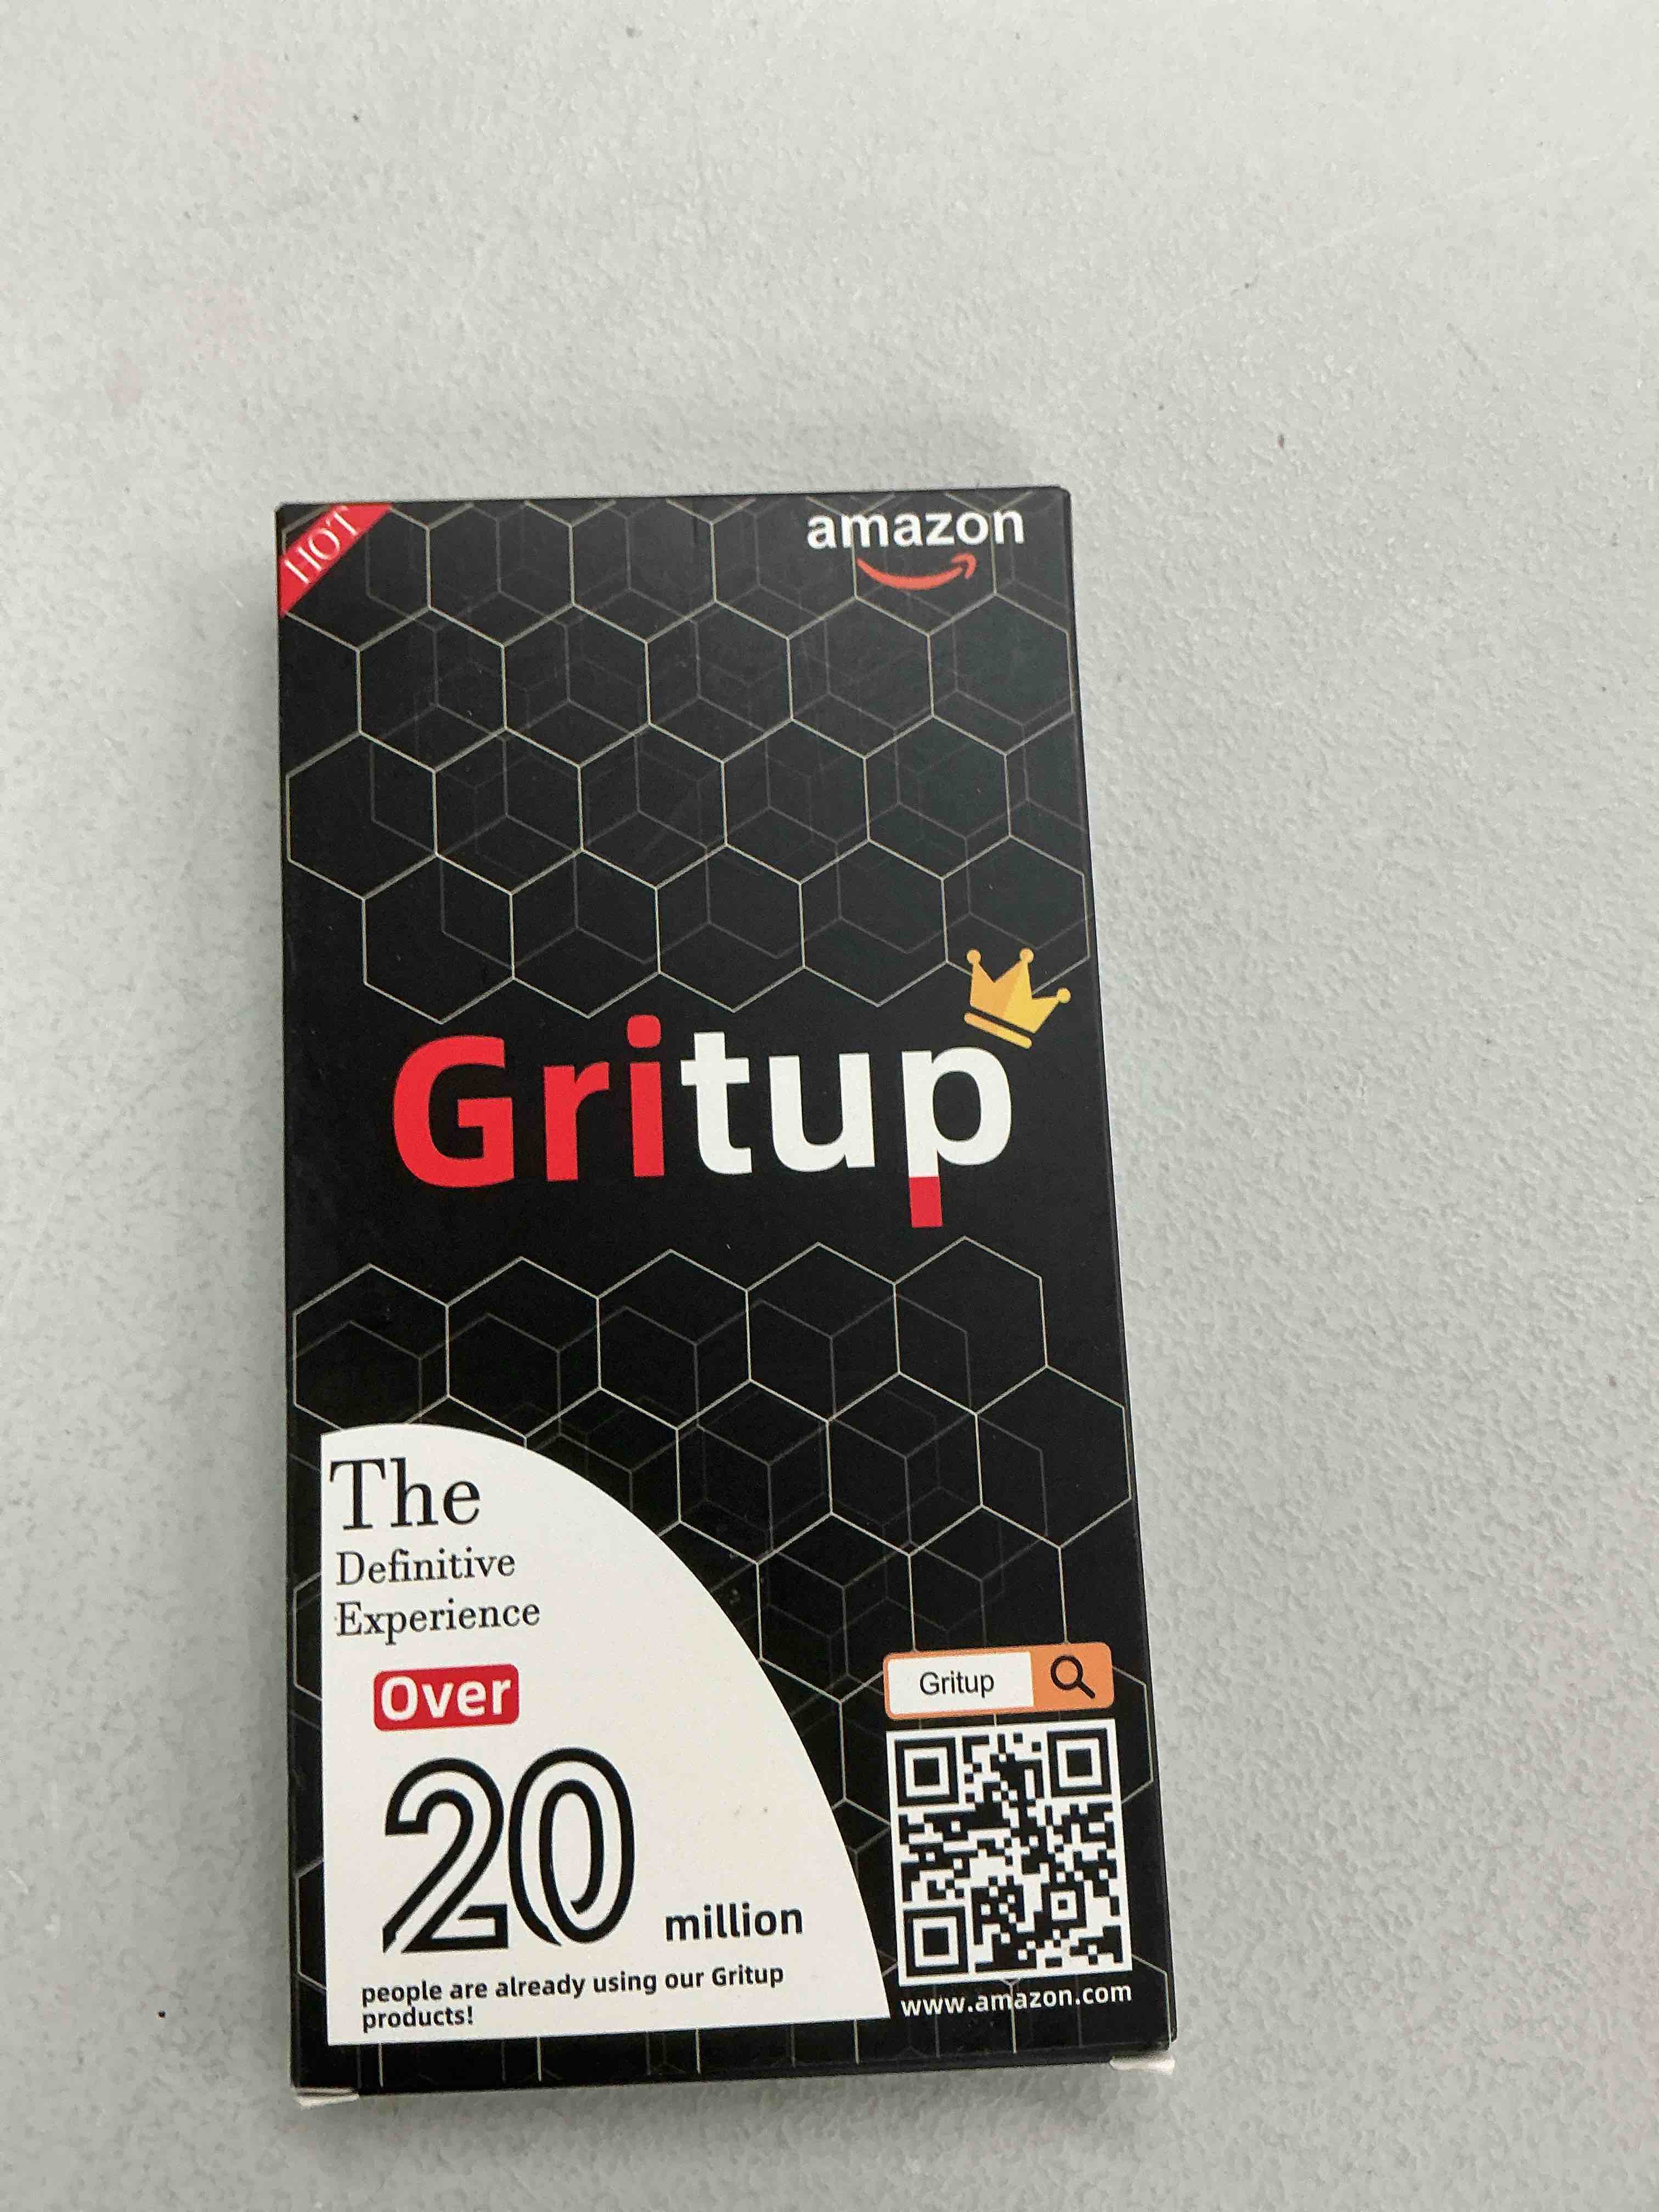 HOT
amazon
Gritup
The
Definitive
Experience
Over
20 million
people are already using our Gritup
products!
Gritup
www.amazon.com